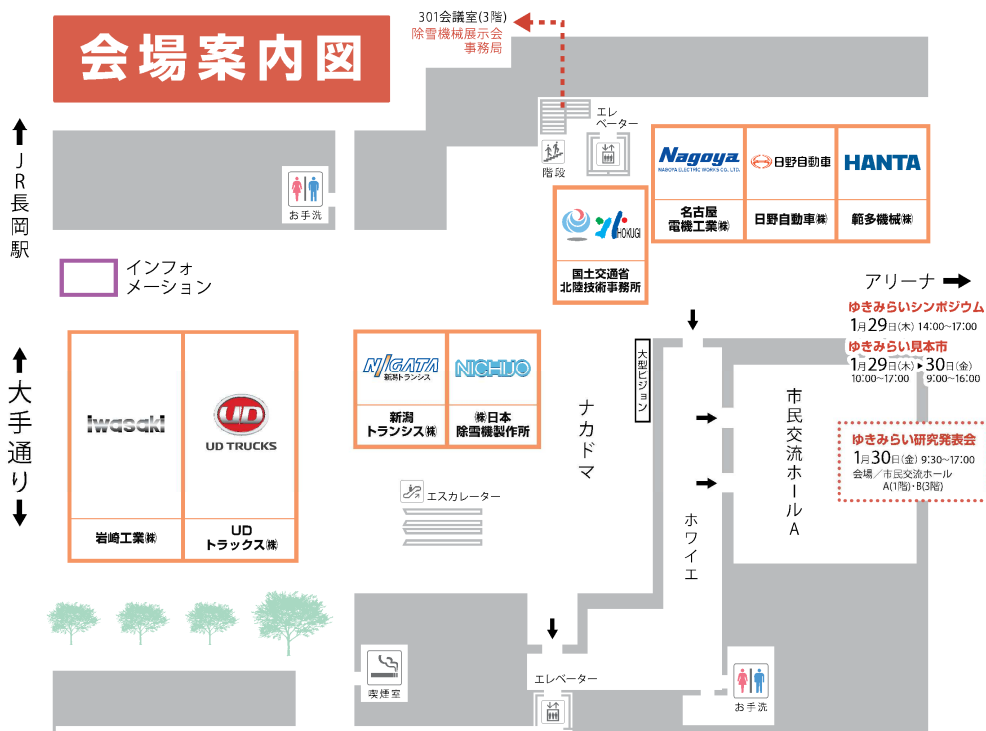 会場案内図
301会議室(3階)
除雪機械展示会
事務局
エレ
ベーター
階段
お手洗
JR長岡駅
インフォ
メーション
大手通り
Nagoya
NAGOYA ELECTRIC WORKS CO., LTD.
名古屋
電機工業㈱
日野自動車
日野自動車㈱
HANTA
範多機械㈱
HOKUGI
国土交通省
北陸技術事務所
アリーナ
ゆきみらいシンポジウム
1月29日(木) 14:00~17:00
ゆきみらい見本市
1月29日(木)▶30日(金)
10:00~17:00 9:00~16:00
ゆきみらい研究発表会
1月30日(金) 9:30~17:00
会場/市民交流ホール
A(1階)・B(3階)
iwasaki
岩崎工業㈱
UD
UD TRUCKS
UD
トラックス㈱
NIIGATA
新潟トランシス
新潟
トランシス㈱
NICHIJO
㈱日本
除雪機製作所
大型ビジョン
ナカドマ
市民交流ホールA
ホワイエ
エスカレーター
喫煙室
エレベーター
お手洗